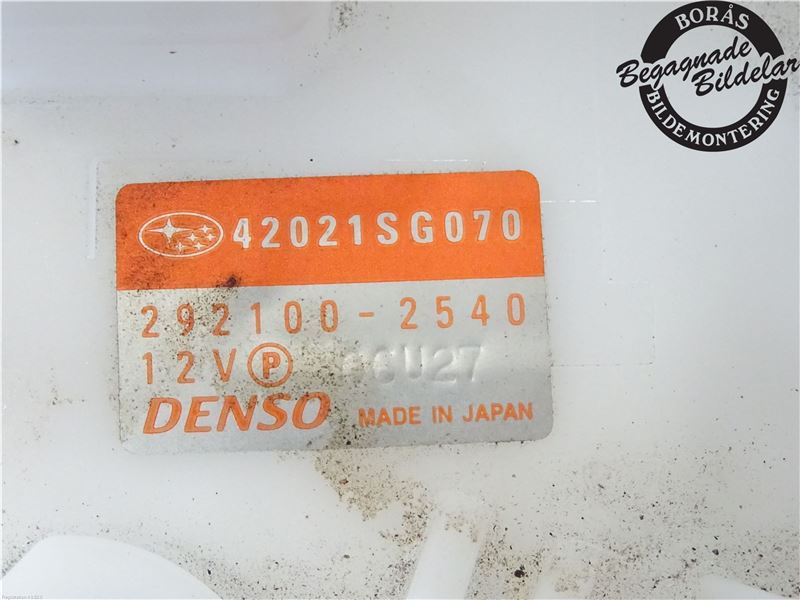 BORÅS
Begagnade
Bildelar
BILDEMONTERING
42021SG070
292100-2540
12V P
DENSO MADE IN JAPAN